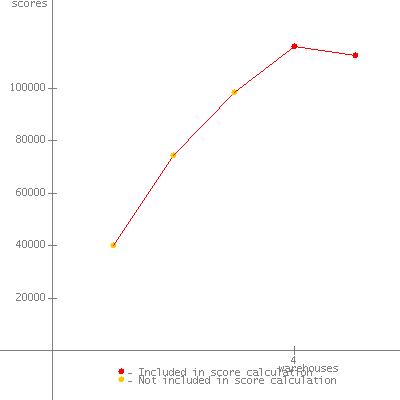 scores
100000
80000
60000
40000
20000
4
warehouses
- Included in score calculation
- Not included in score calculation